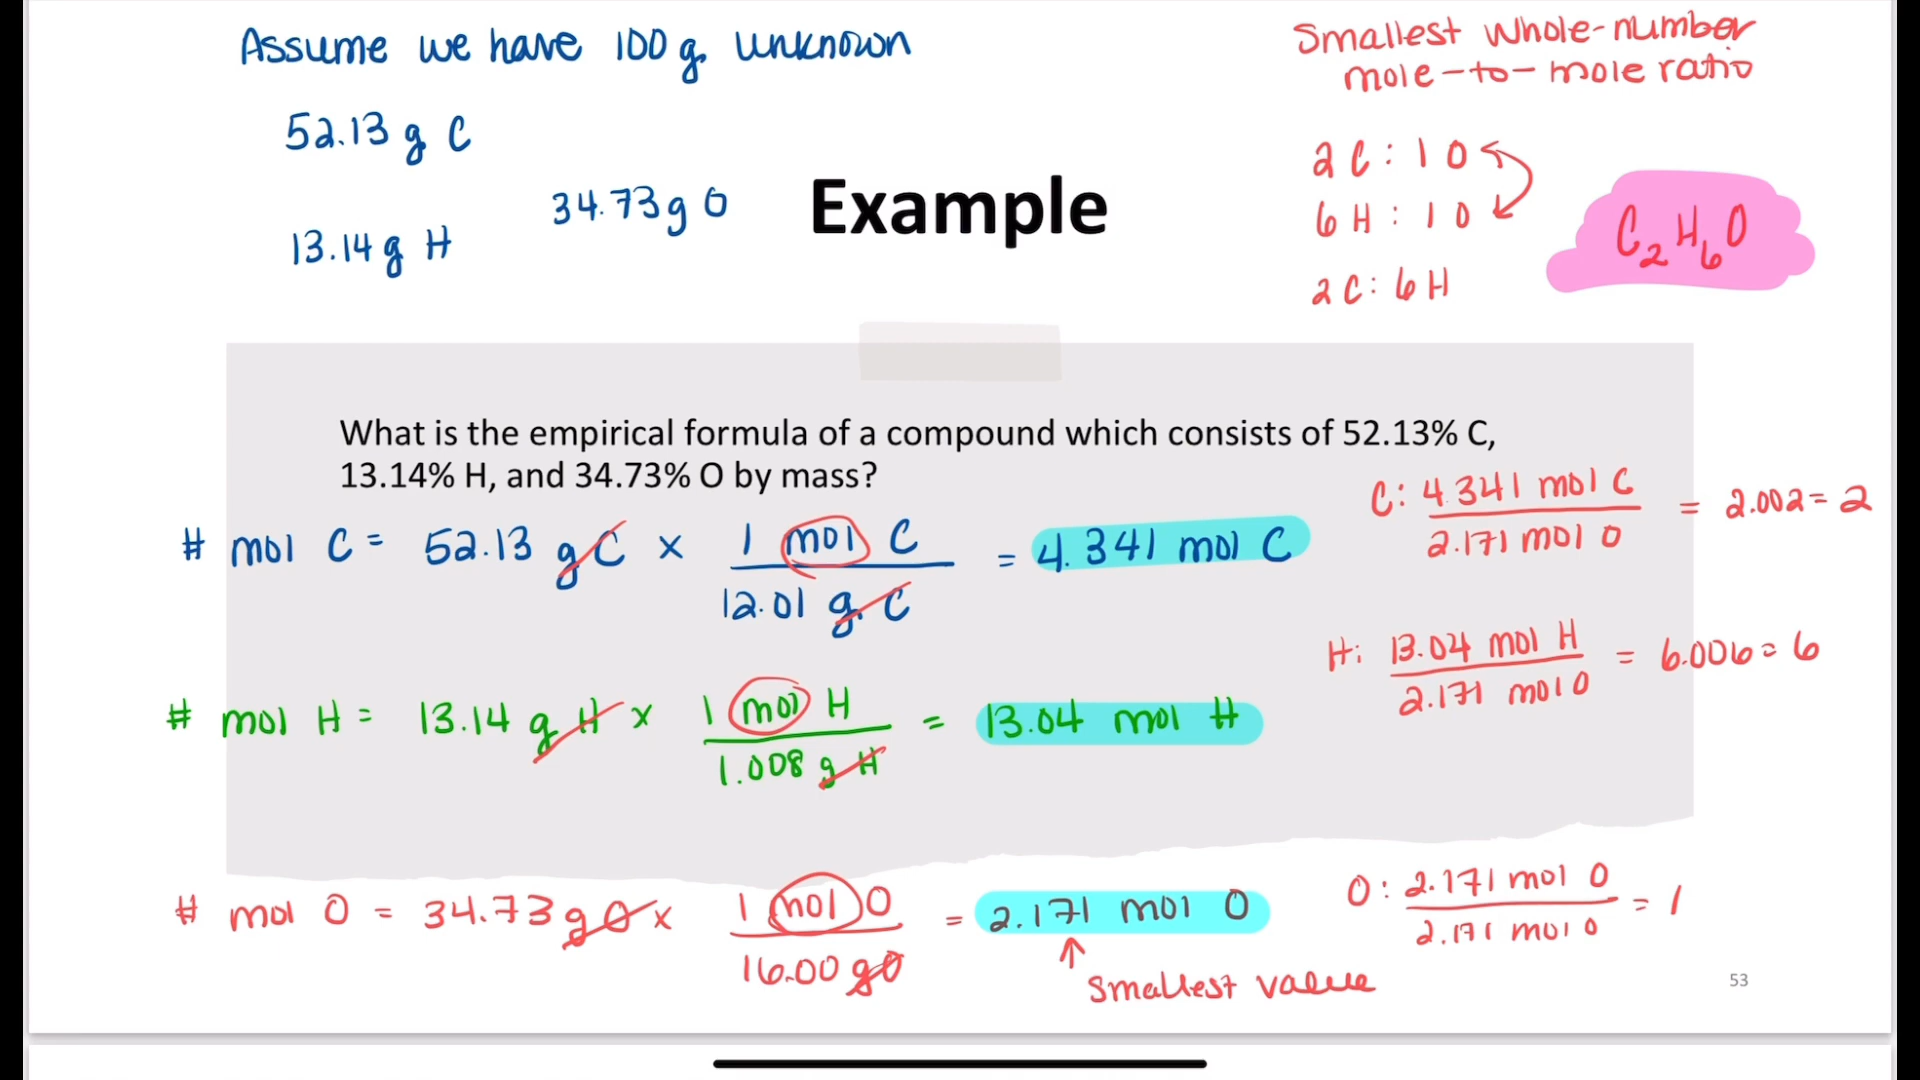 Assume we have 100 g unknown
52.13 g C
34.73 g O
13.14 g H
Example
Smallest whole-number
mole-to-mole ratio
2 C : 1 O
6 H : 1 O
2 C : 6 H
C₂H₆O
What is the empirical formula of a compound which consists of 52.13% C,
13.14% H, and 34.73% O by mass?
# mol C = 52.13 g C x 1 mol C / 12.01 g C = 4.341 mol C
C: 4.341 mol C / 2.171 mol O = 2.002 = 2
# mol H = 13.14 g H x 1 mol H / 1.008 g H = 13.04 mol H
H: 13.04 mol H / 2.171 mol O = 6.006 = 6
# mol O = 34.73 g O x 1 mol O / 16.00 g O = 2.171 mol O
Smallest value
O: 2.171 mol O / 2.171 mol O = 1
53